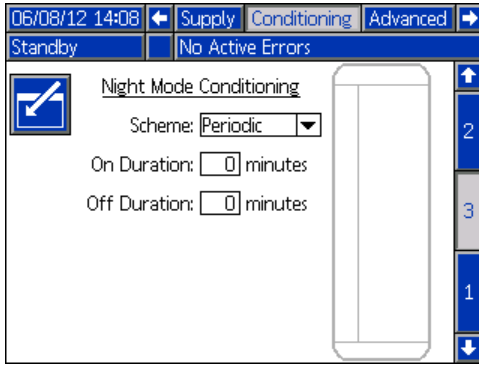 06/08/12 14:08 Supply Conditioning Advanced
Standby No Active Errors
Night Mode Conditioning
Scheme: Periodic
On Duration: 0 minutes
Off Duration: 0 minutes
2
3
1